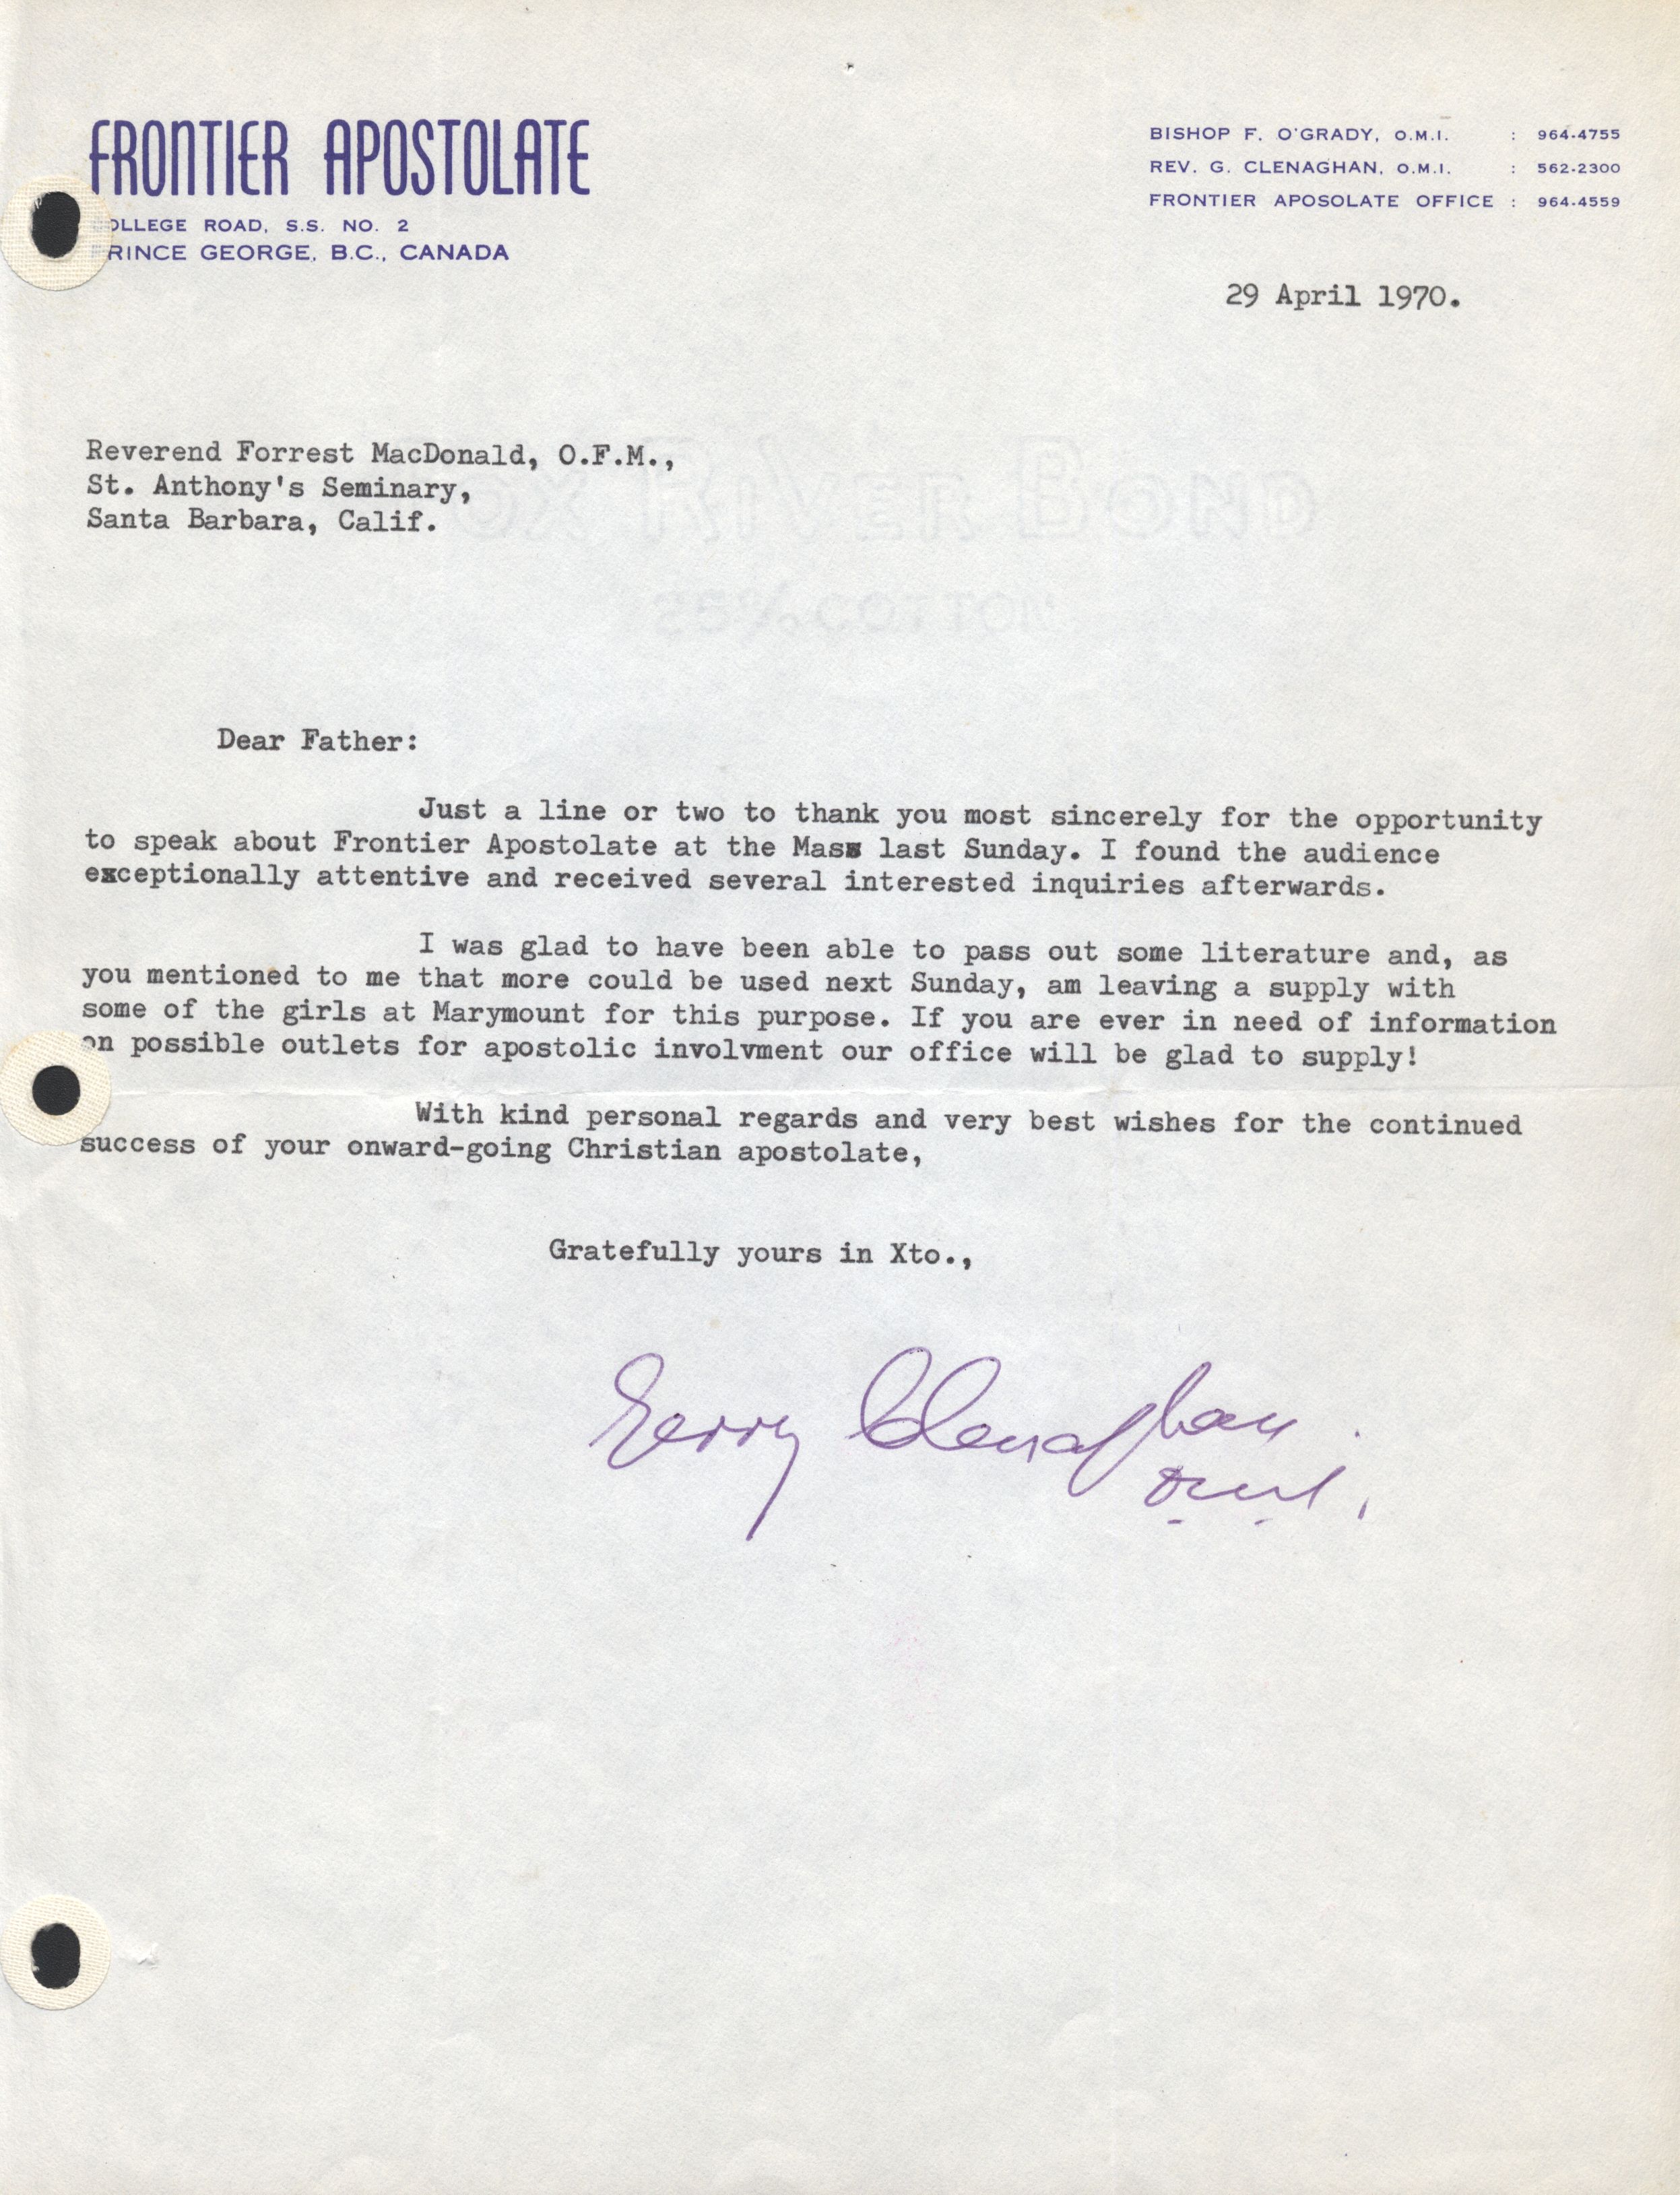 FRONTIER APOSTOLATE
COLLEGE ROAD, S.S. NO. 2
PRINCE GEORGE, B.C., CANADA
BISHOP F. O'GRADY, O.M.I. : 964-4755
REV. G. CLENAGHAN, O.M.I. : 562-2300
FRONTIER APOSOLATE OFFICE : 964-4559
29 April 1970.
Reverend Forrest MacDonald, O.F.M.,
St. Anthony's Seminary,
Santa Barbara, Calif.
Dear Father:
Just a line or two to thank you most sincerely for the opportunity
to speak about Frontier Apostolate at the Mass last Sunday. I found the audience
exceptionally attentive and received several interested inquiries afterwards.
I was glad to have been able to pass out some literature and, as
you mentioned to me that more could be used next Sunday, am leaving a supply with
some of the girls at Marymount for this purpose. If you are ever in need of information
on possible outlets for apostolic involvment our office will be glad to supply!
With kind personal regards and very best wishes for the continued
success of your onward-going Christian apostolate,
Gratefully yours in Xto.,
Gerry Clenaghan
o.m.i.